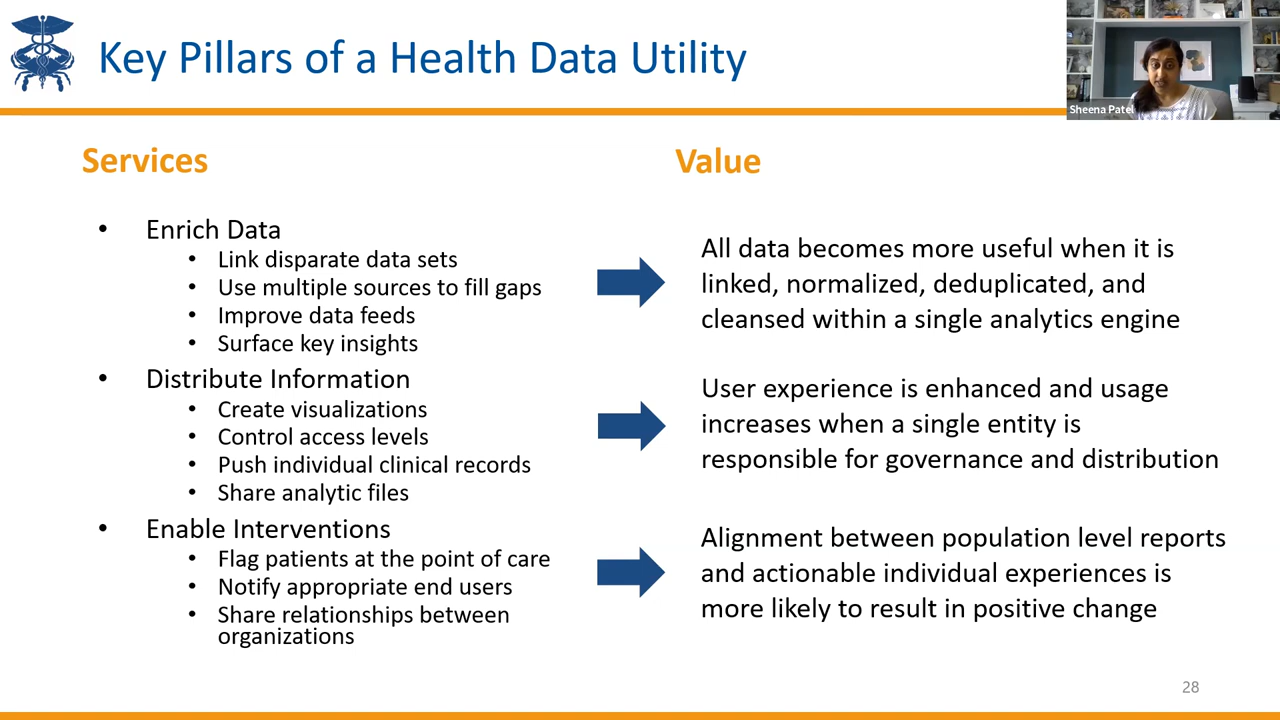 Key Pillars of a Health Data Utility
Sheena Patel
Services
• Enrich Data
• Link disparate data sets
• Use multiple sources to fill gaps
• Improve data feeds
• Surface key insights
• Distribute Information
• Create visualizations
• Control access levels
• Push individual clinical records
• Share analytic files
• Enable Interventions
• Flag patients at the point of care
• Notify appropriate end users
• Share relationships between
organizations
Value
All data becomes more useful when it is
linked, normalized, deduplicated, and
cleansed within a single analytics engine
User experience is enhanced and usage
increases when a single entity is
responsible for governance and distribution
Alignment between population level reports
and actionable individual experiences is
more likely to result in positive change
28